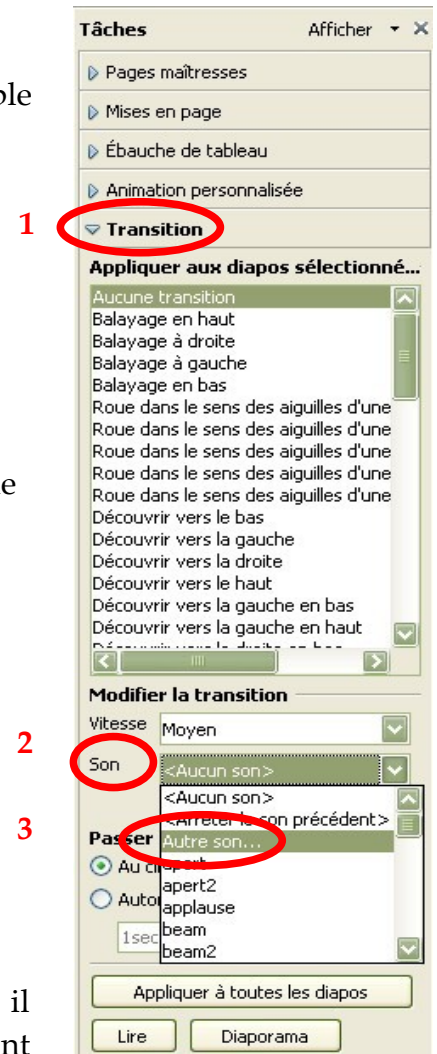 Tâches Afficher
Pages maîtresses
Mises en page
Ébauche de tableau
Animation personnalisée
1 Transition
Appliquer aux diapos sélectionné...
Aucune transition
Balayage en haut
Balayage à droite
Balayage à gauche
Balayage en bas
Roue dans le sens des aiguilles d'une
Roue dans le sens des aiguilles d'une
Roue dans le sens des aiguilles d'une
Roue dans le sens des aiguilles d'une
Roue dans le sens des aiguilles d'une
Découvrir vers le bas
Découvrir vers la gauche
Découvrir vers la droite
Découvrir vers le haut
Découvrir vers la gauche en bas
Découvrir vers la gauche en haut
Modifier la transition
Vitesse Moyen
2
Son <Aucun son>
<Aucun son>
<Arrêter le son précédent>
3
Passer Autre son...
Au
apert2
applause
1sec beam
beam2
Appliquer à toutes les diapos
il
Lire Diaporama